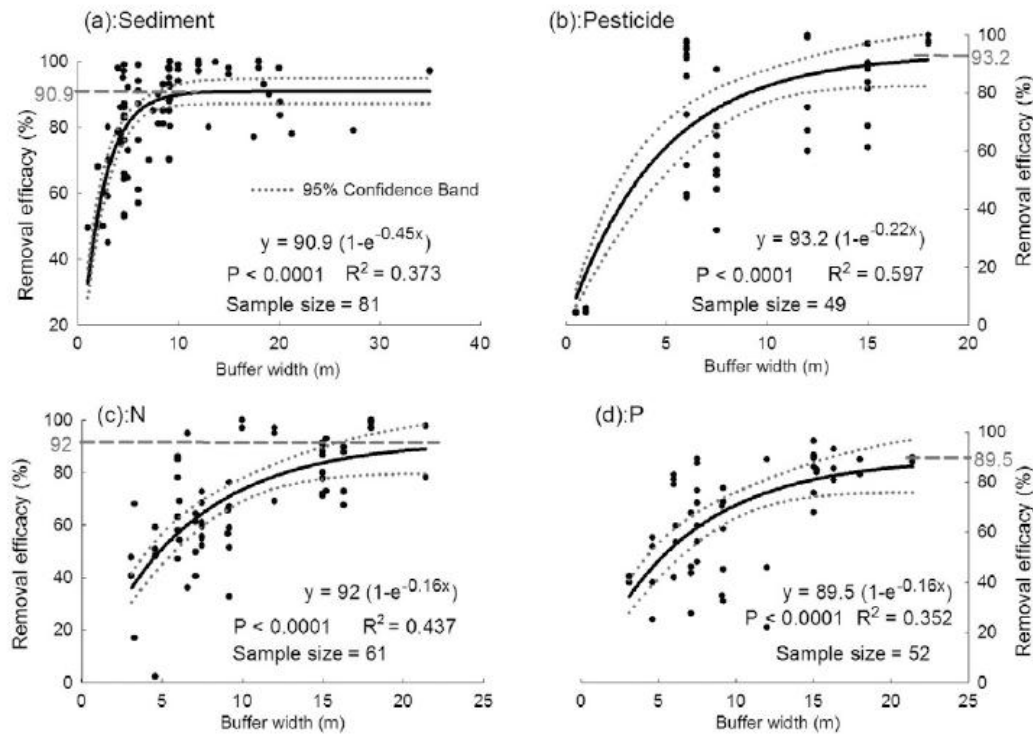 (a):Sediment
100
90.9
80
60
40
20
Removal efficacy (%)
95% Confidence Band
y = 90.9 (1-e^-0.45x)
P < 0.0001 R² = 0.373
Sample size = 81
0 10 20 30 40
Buffer width (m)
(b):Pesticide
100
93.2
80
60
40
20
0
Removal efficacy (%)
y = 93.2 (1-e^-0.22x)
P < 0.0001 R² = 0.597
Sample size = 49
0 5 10 15 20
Buffer width (m)
(c):N
100
92
80
60
40
20
0
Removal efficacy (%)
y = 92 (1-e^-0.16x)
P < 0.0001 R² = 0.437
Sample size = 61
0 5 10 15 20 25
Buffer width (m)
(d):P
100
89.5
80
60
40
20
0
Removal efficacy (%)
y = 89.5 (1-e^-0.16x)
P < 0.0001 R² = 0.352
Sample size = 52
0 5 10 15 20 25
Buffer width (m)